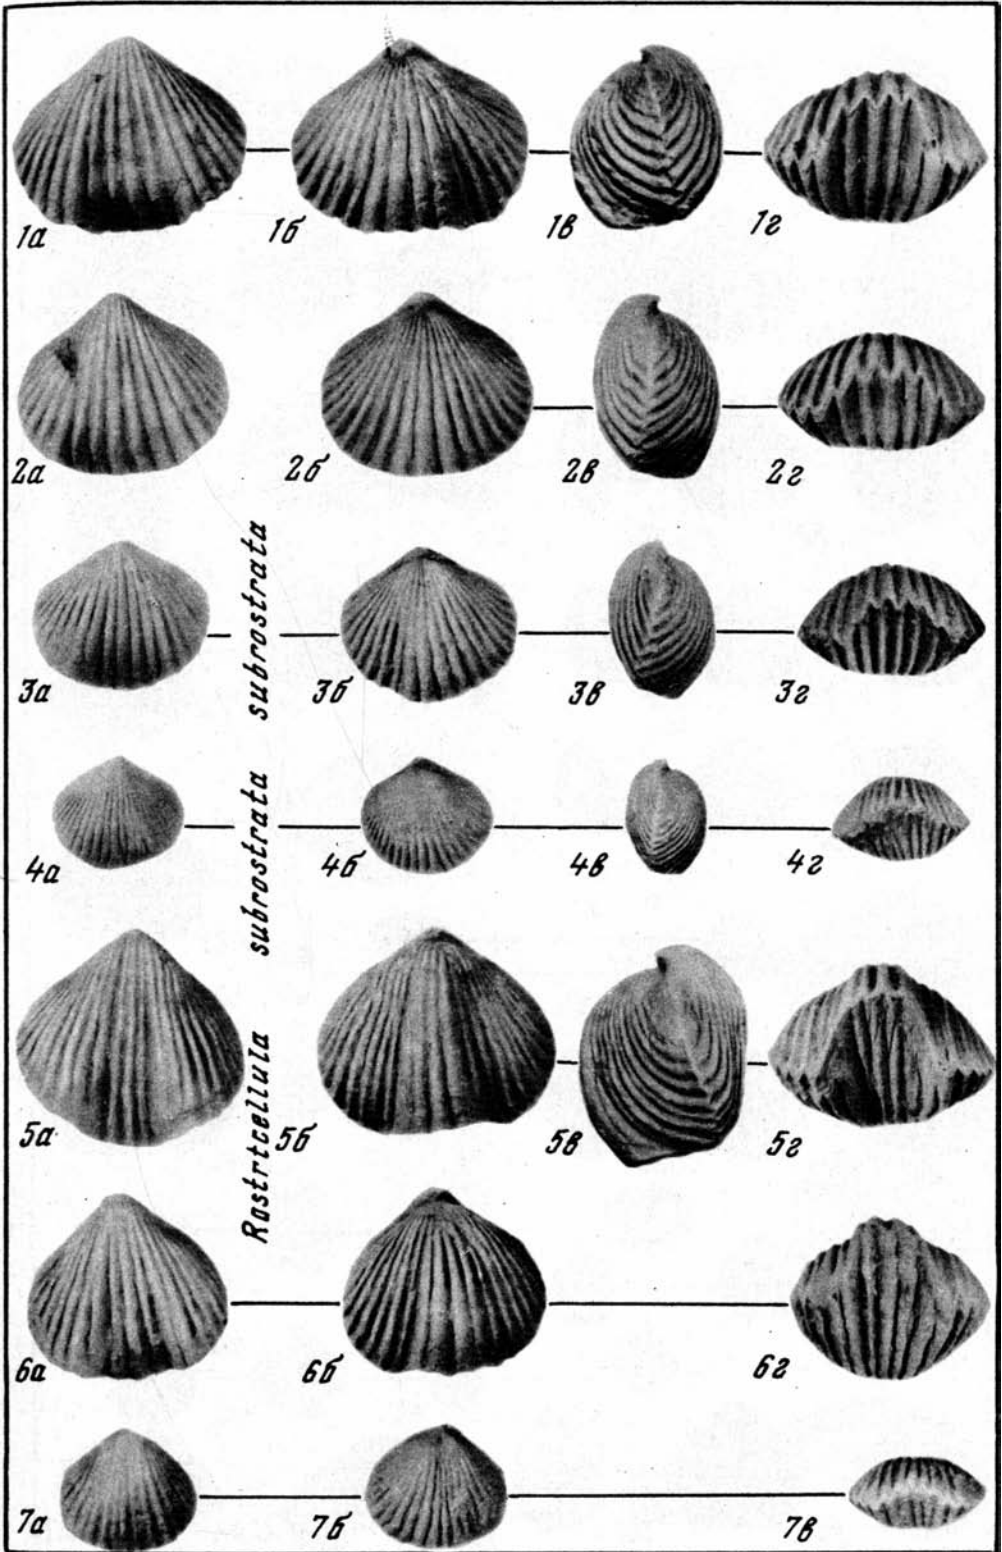 1а 1б 1в 1г
2а 2б 2в 2г
3а 3б 3в 3г
4а 4б 4в 4г
5а 5б 5в 5г
6а 6б 6г
7а 7б 7в
Rostricellula subrostrata subrostrata